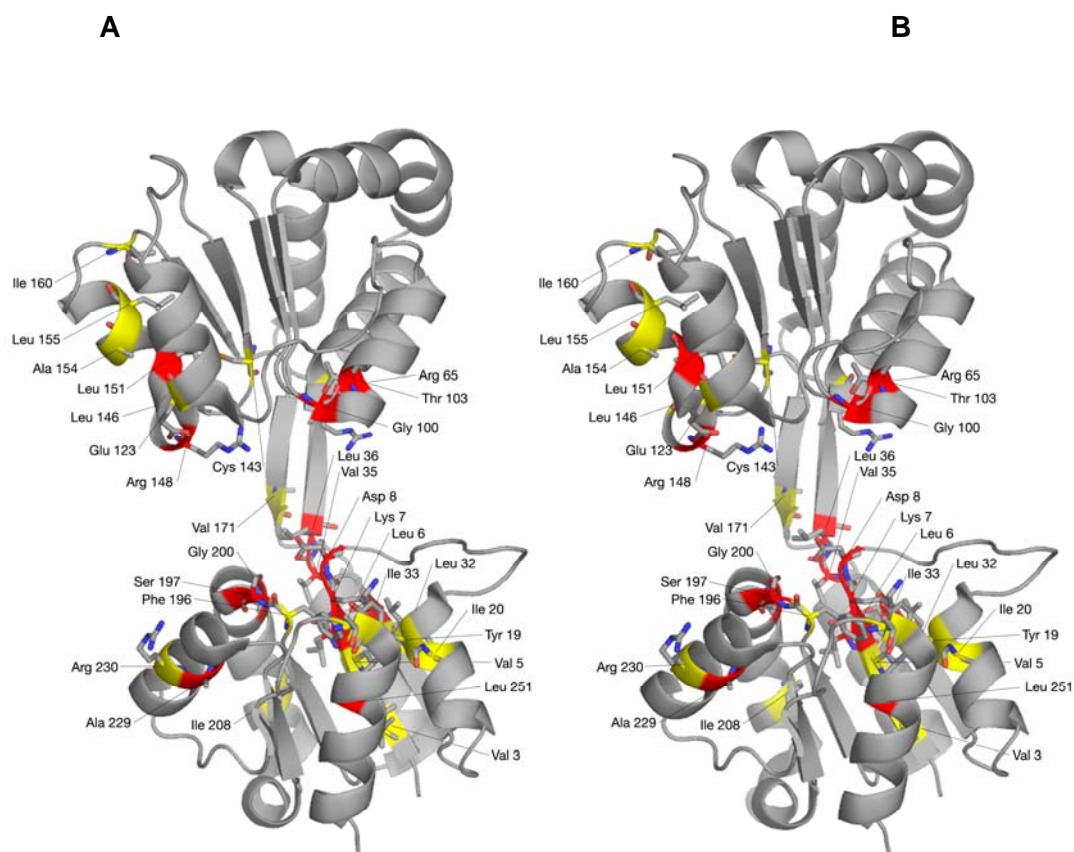 A
B
Ile 160
Leu 155
Ala 154
Leu 151
Leu 146
Glu 123
Arg 148
Cys 143
Arg 65
Thr 103
Gly 100
Leu 36
Val 35
Asp 8
Lys 7
Leu 6
Val 171
Gly 200
Ser 197
Phe 196
Ile 33
Leu 32
Ile 20
Tyr 19
Val 5
Leu 251
Val 3
Arg 230
Ala 229
Ile 208
Ile 160
Leu 155
Ala 154
Leu 151
Leu 146
Glu 123
Arg 148
Cys 143
Arg 65
Thr 103
Gly 100
Leu 36
Val 35
Asp 8
Lys 7
Leu 6
Val 171
Gly 200
Ser 197
Phe 196
Ile 33
Leu 32
Ile 20
Tyr 19
Val 5
Leu 251
Val 3
Arg 230
Ala 229
Ile 208